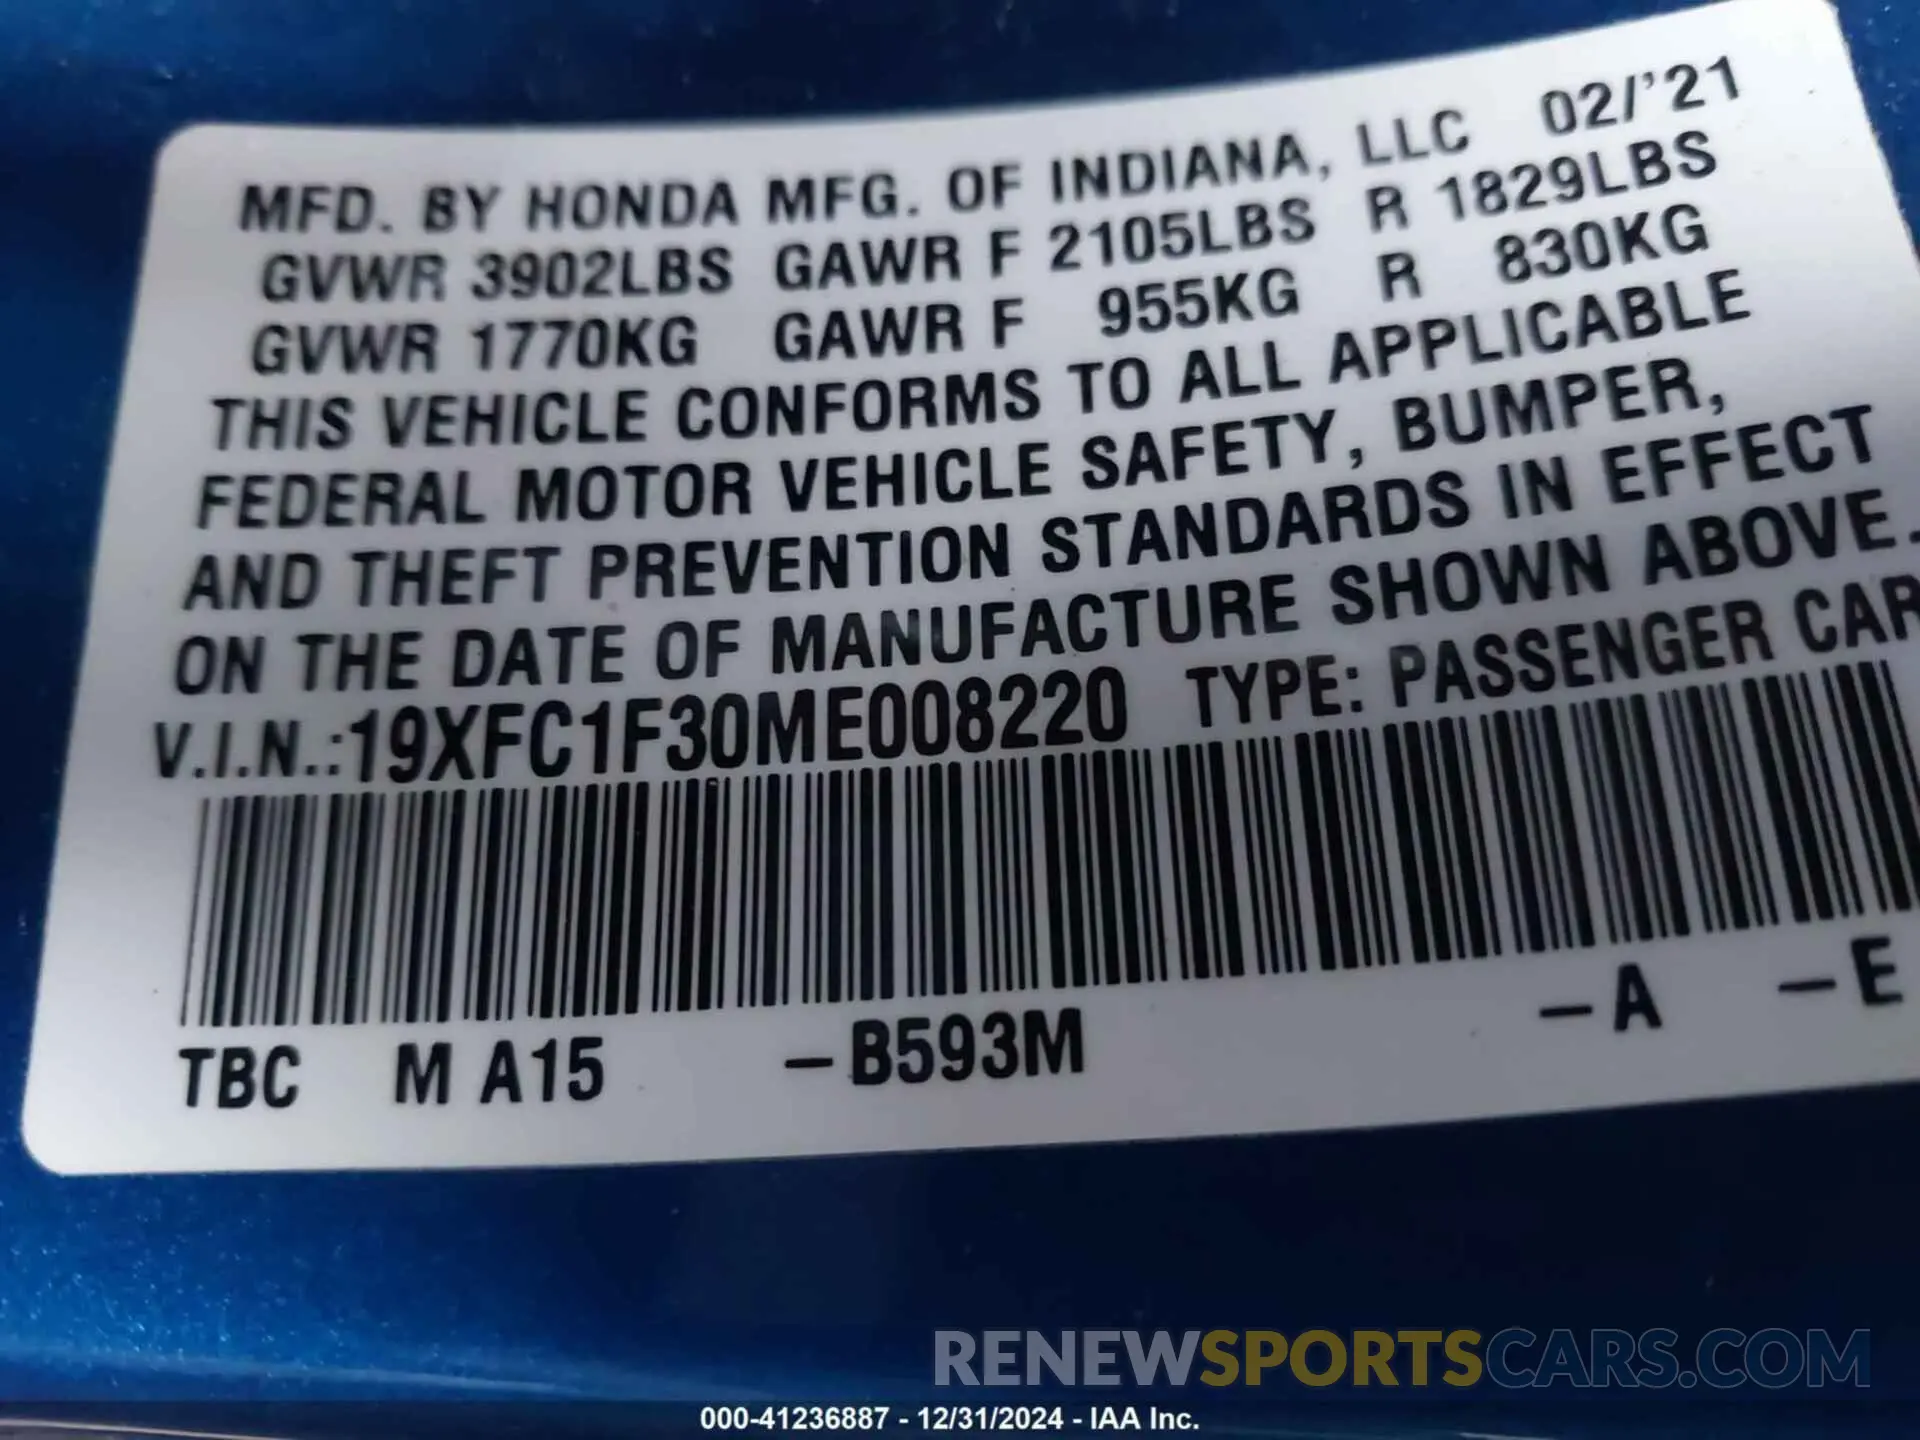 MFD. BY HONDA MFG. OF INDIANA, LLC 02/'21
GVWR 3902LBS GAWR F 2105LBS R 1829LBS
GVWR 1770KG GAWR F 955KG R 830KG
THIS VEHICLE CONFORMS TO ALL APPLICABLE
FEDERAL MOTOR VEHICLE SAFETY, BUMPER,
AND THEFT PREVENTION STANDARDS IN EFFECT
ON THE DATE OF MANUFACTURE SHOWN ABOVE.
V.I.N.:19XFC1F30ME008220 TYPE: PASSENGER CAR
TBC M A15 –B593M –A –E
RENEWSPORTSCARS.COM
000-41236887 - 12/31/2024 - IAA Inc.